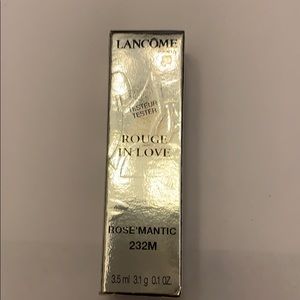 LANCÔME
TESTEUR
TESTER
ROUGE
IN LOVE
ROSE'MANTIC
232M
3.5 ml 3.1 g 0.1 OZ.